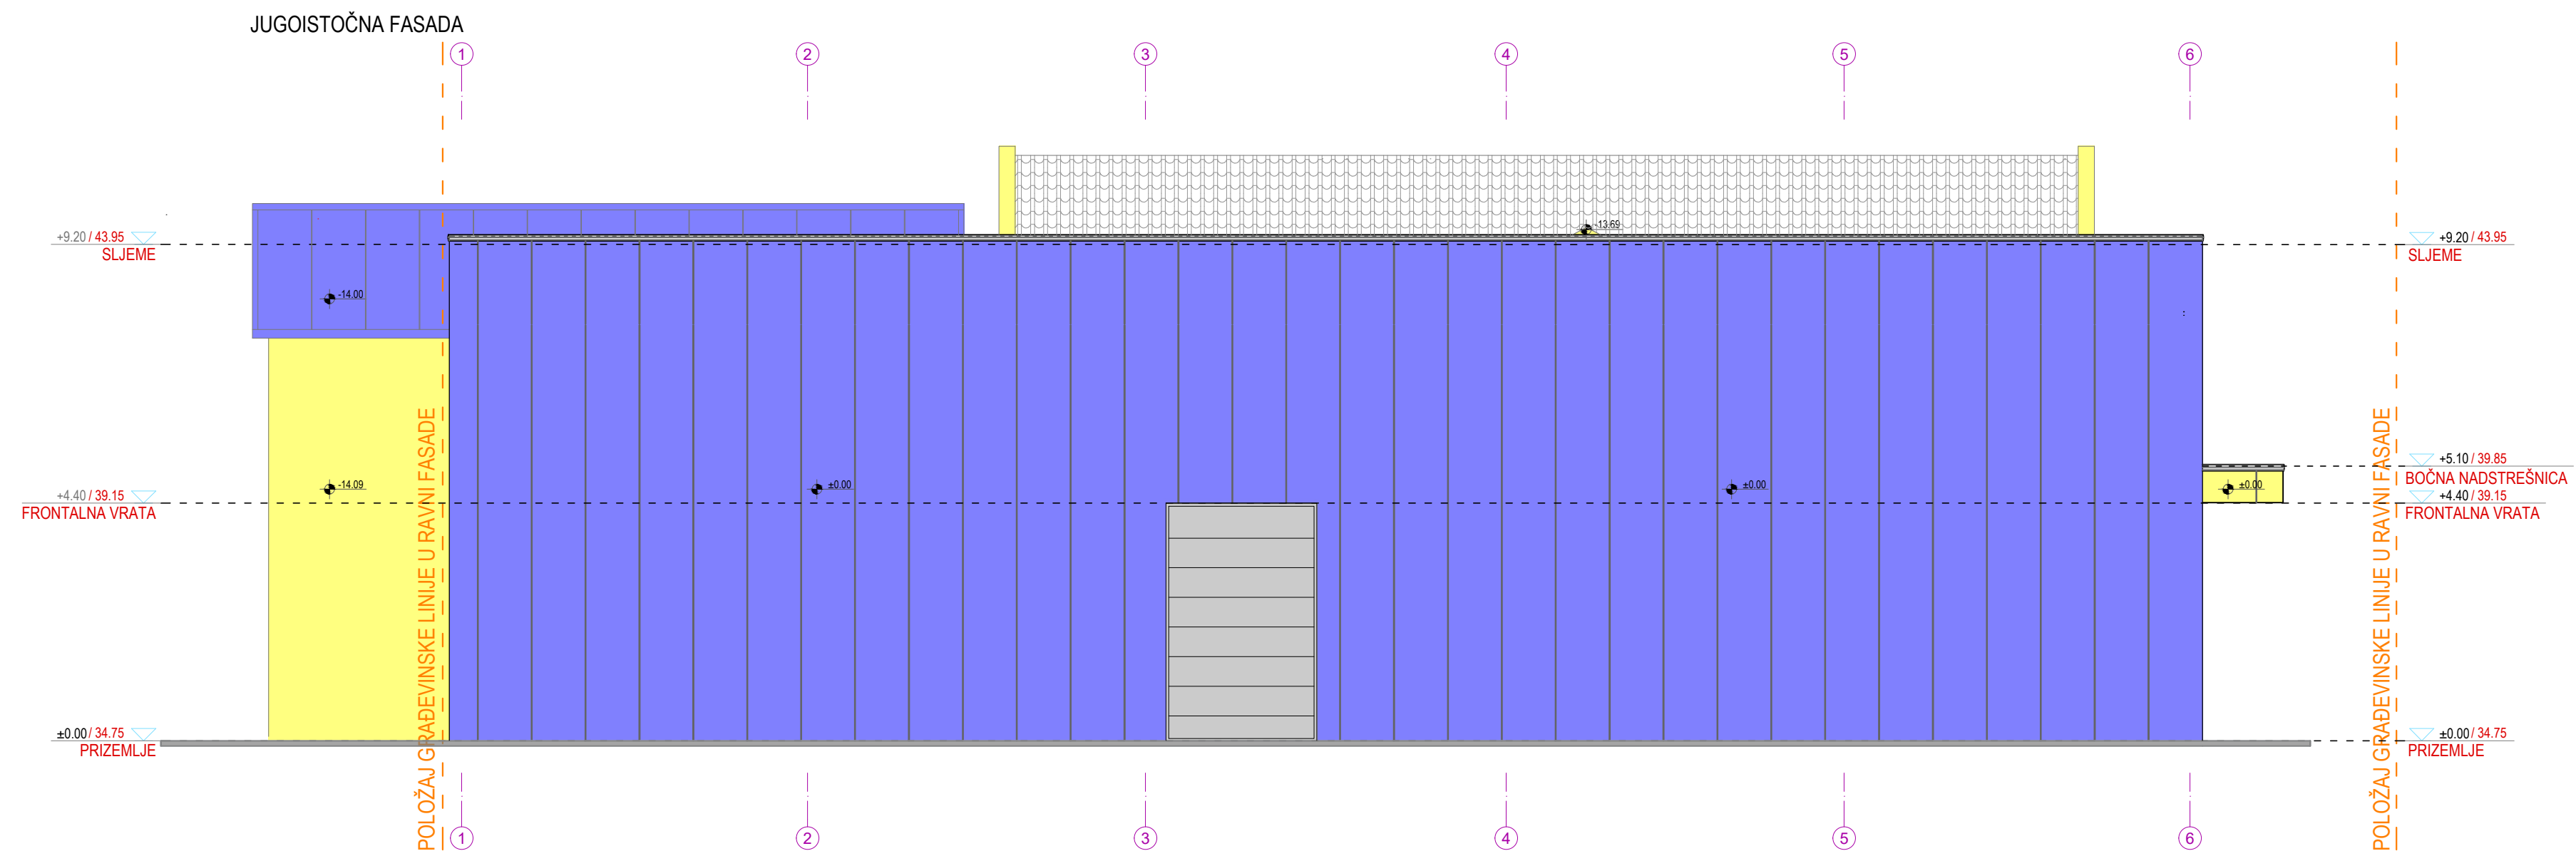 JUGOISTOČNA FASADA
1 2 3 4 5 6
-13.69
+9.20 / 43.95
SLJEME
+9.20 / 43.95
SLJEME
-14.00
POLOŽAJ GRAĐEVINSKE LINIJE U RAVNI FASADE
POLOŽAJ GRAĐEVINSKE LINIJE U RAVNI FASADE
+5.10 / 39.85
BOČNA NADSTREŠNICA
-14.09
±0.00
±0.00
±0.00
+4.40 / 39.15
FRONTALNA VRATA
+4.40 / 39.15
FRONTALNA VRATA
±0.00 / 34.75
PRIZEMLJE
±0.00 / 34.75
PRIZEMLJE
1 2 3 4 5 6